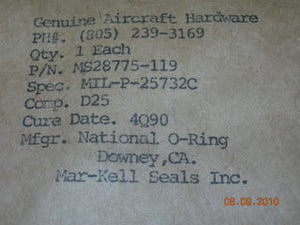 Genuine Aircraft Hardware
PH#. (805) 239-3169
Qty. 1 Each
P/N. MS28775-119
Spec. MIL-P-25732C
Comp. D25
Cure Date. 4Q90
Mfgr. National O-Ring
Downey,CA.
Mar-Kell Seals Inc.
08.09.2010